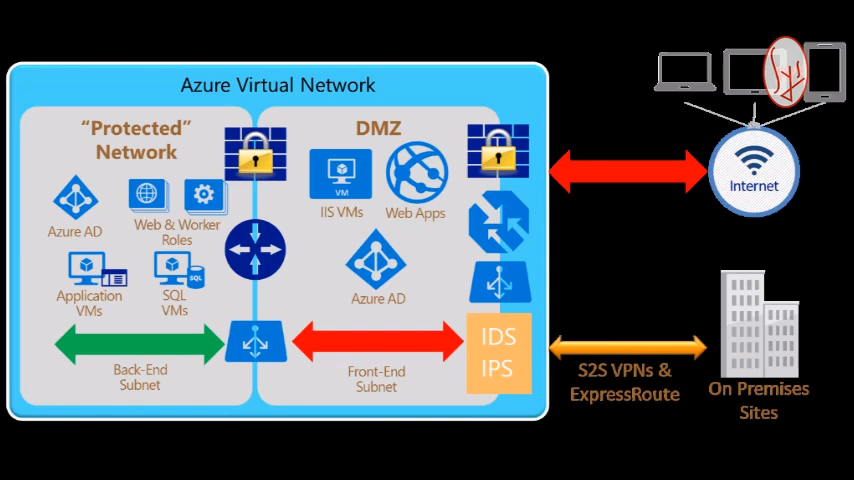 Azure Virtual Network
“Protected”
Network
DMZ
VM
IIS VMs
Web Apps
Azure AD
Web & Worker
Roles
Azure AD
SQL
Application
VMs
SQL
VMs
Back-End
Subnet
Front-End
Subnet
IDS
IPS
Internet
S2S VPNs &
ExpressRoute
On Premises
Sites